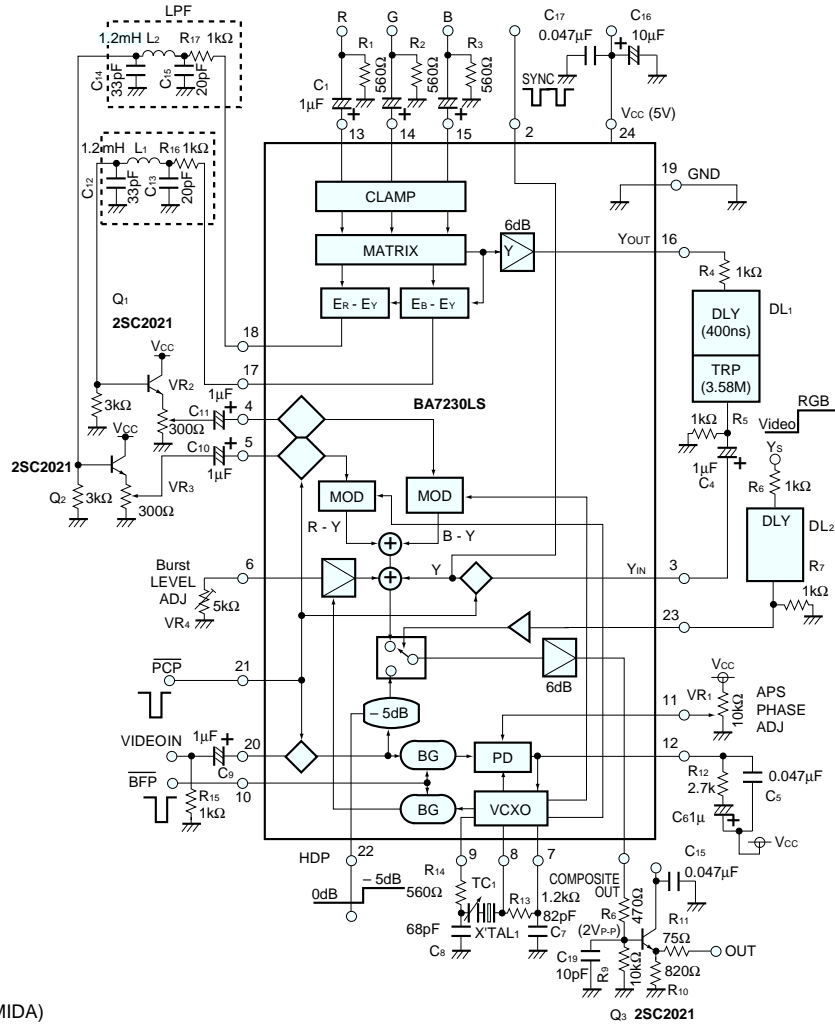 LPF
1.2mH L2 R17 1kΩ
C14 33pF
C15 20pF
1.2mH L1 R16 1kΩ
C12 33pF
C13 20pF
R
G
B
R1 560Ω
R2 560Ω
R3 560Ω
C1
1μF
13
14
15
C17
0.047μF
C16
10μF
SYNC
2
VCC (5V)
24
19 GND
CLAMP
MATRIX
6dB
Y
YOUT 16
ER - EY
EB - EY
18
17
R4 1kΩ
DLY
(400ns)
DL1
TRP
(3.58M)
1kΩ R5
1μF
C4
RGB
Video
YS
R6 1kΩ
DLY
DL2
R7
1kΩ
Q1
2SC2021
VCC
VR2
3kΩ
300Ω
1μF
C11
4
5
C10
1μF
VCC
2SC2021
Q2 3kΩ
VR3
300Ω
BA7230LS
MOD
MOD
R - Y
B - Y
+
+
Y
YIN 3
Burst
LEVEL
ADJ
6
5kΩ
VR4
23
6dB
PCP
21
– 5dB
11
VR1
VCC
10kΩ
APS
PHASE
ADJ
VIDEOIN
1μF
C9
20
BG
PD
12
BFP
10
R15
1kΩ
BG
VCXO
R12
2.7k
C61μ
0.047μF
C5
VCC
HDP
22
0dB
– 5dB
9
8
7
R14
560Ω
TC1
R13
1.2kΩ
68pF
C8
X'TAL1
82pF
C7
COMPOSITE
OUT
C15
0.047μF
R6 470Ω
(2VP-P)
C19
10pF
R9 10kΩ
R11
75Ω
OUT
820Ω
R10
Q3 2SC2021
MIDA)